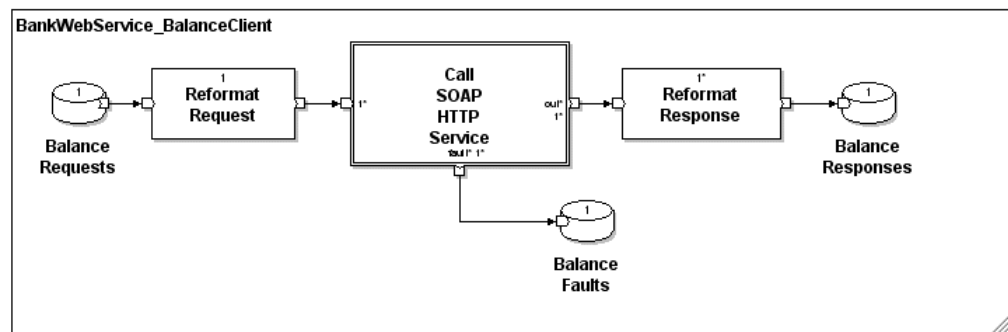 BankWebService_BalanceClient
1
Balance
Requests
1
Reformat
Request
1*
Call
SOAP
HTTP
Service
out*
1*
fault* 1*
1*
Reformat
Response
1
Balance
Responses
1
Balance
Faults